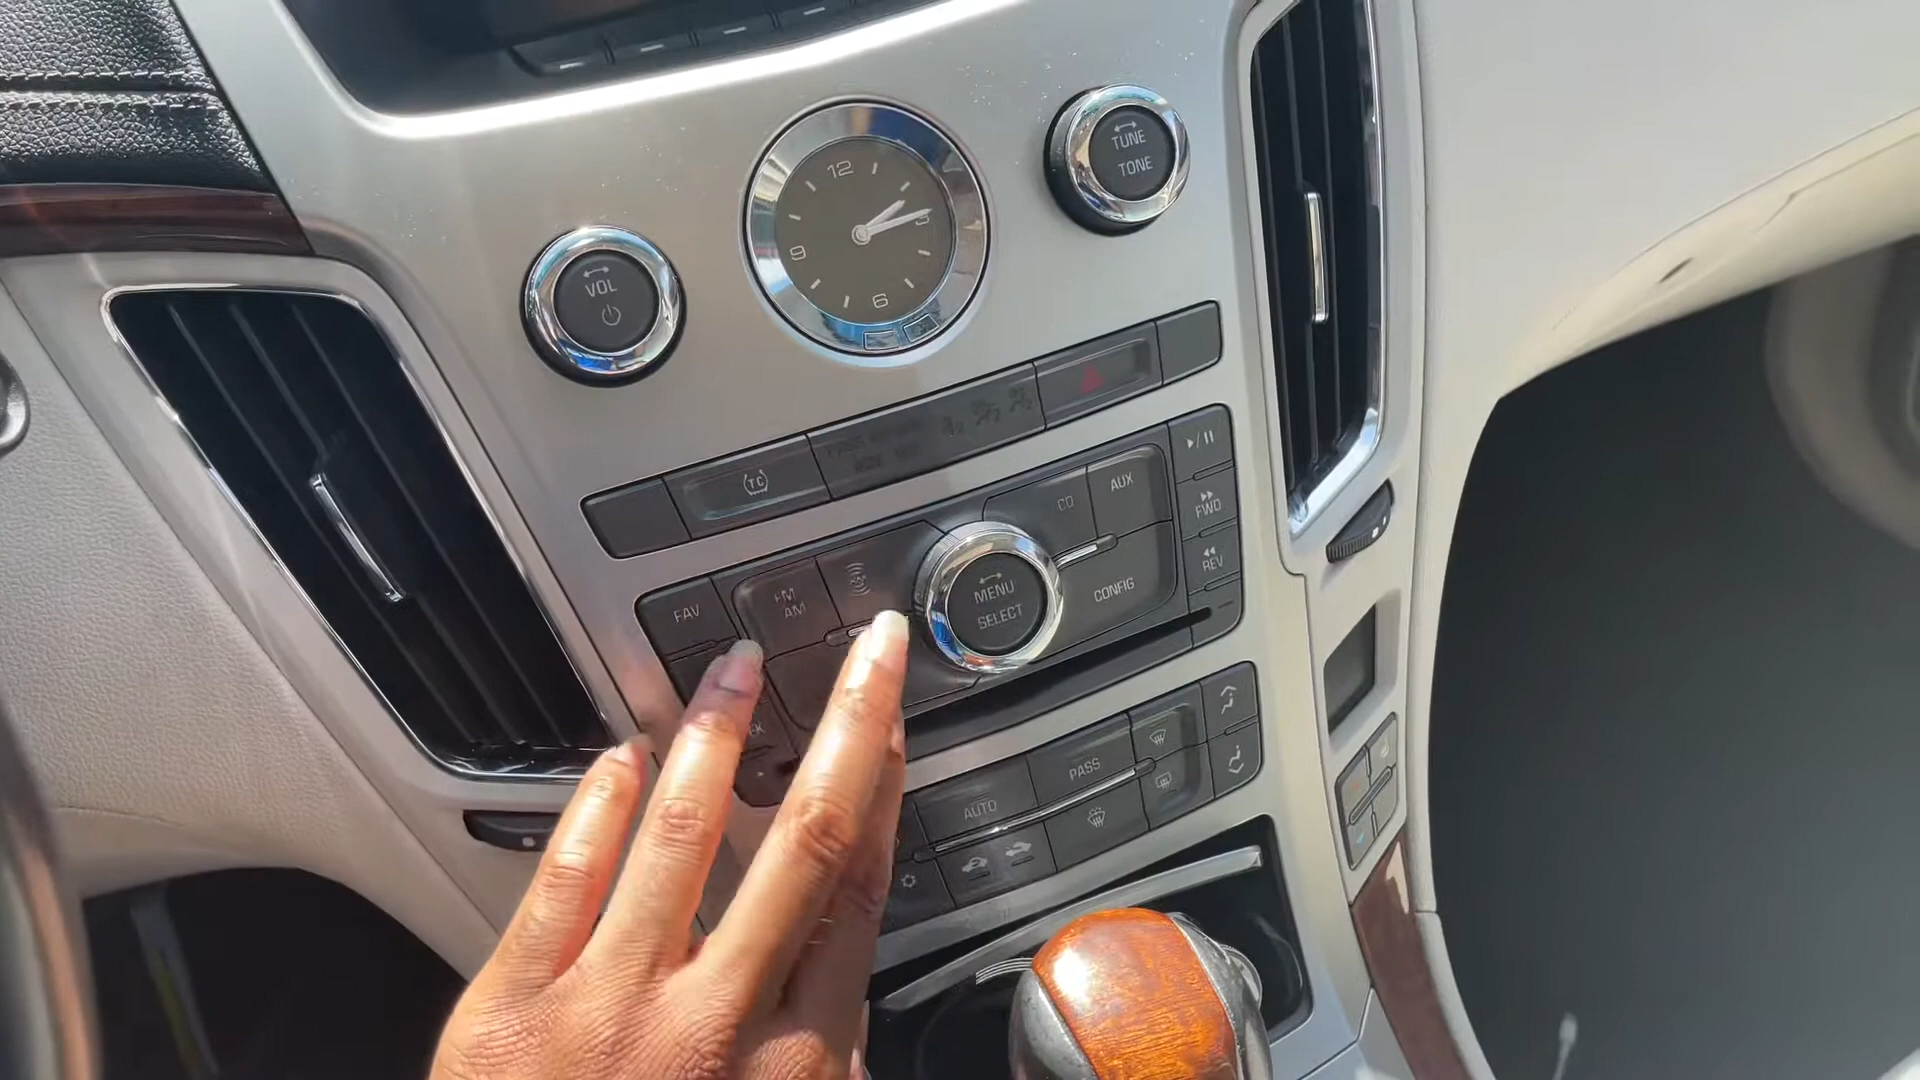 TUNE
TONE
12
3
9
6
VOL
TC
AUX
CD
FWD
REV
FM
AM
FAV
MENU
SELECT
CONFIG
PASS
AUTO